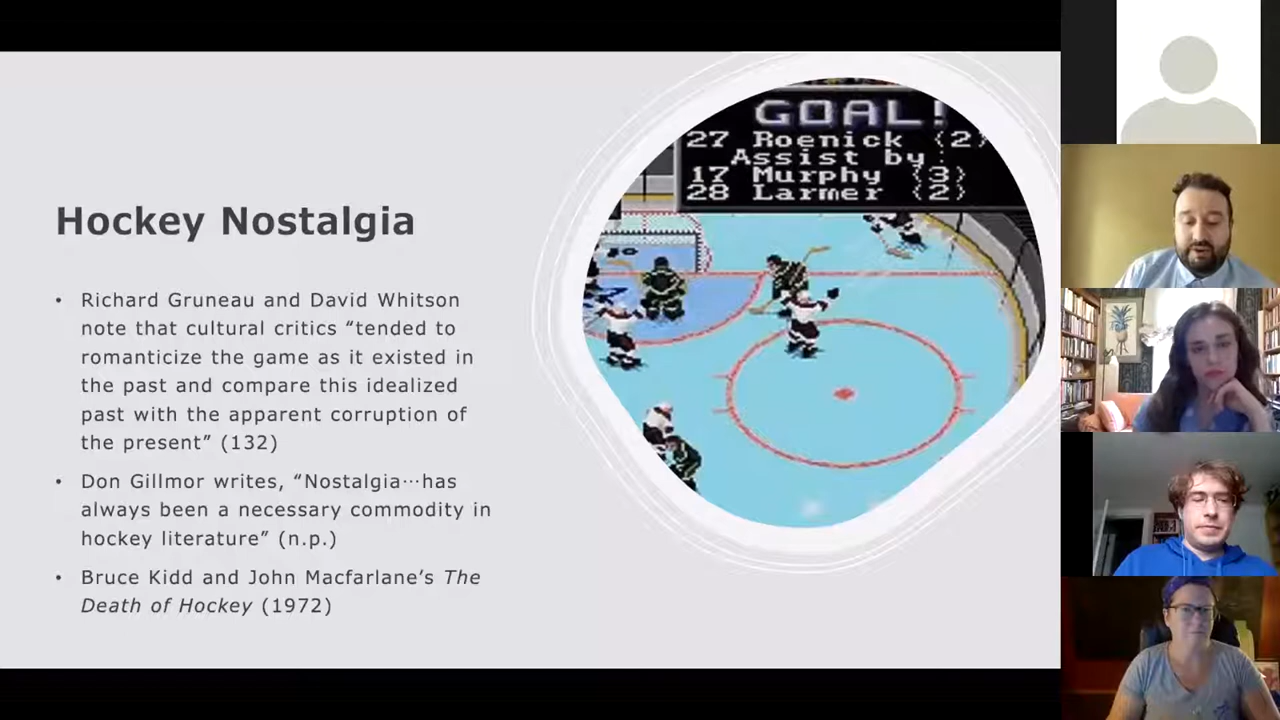 Hockey Nostalgia
• Richard Gruneau and David Whitson
note that cultural critics “tended to
romanticize the game as it existed in
the past and compare this idealized
past with the apparent corruption of
the present” (132)
• Don Gillmor writes, “Nostalgia⋯has
always been a necessary commodity in
hockey literature” (n.p.)
• Bruce Kidd and John Macfarlane’s The
Death of Hockey (1972)
GOAL!
27 Roenick (2)
Assist by:
17 Murphy (3)
28 Larmer (2)